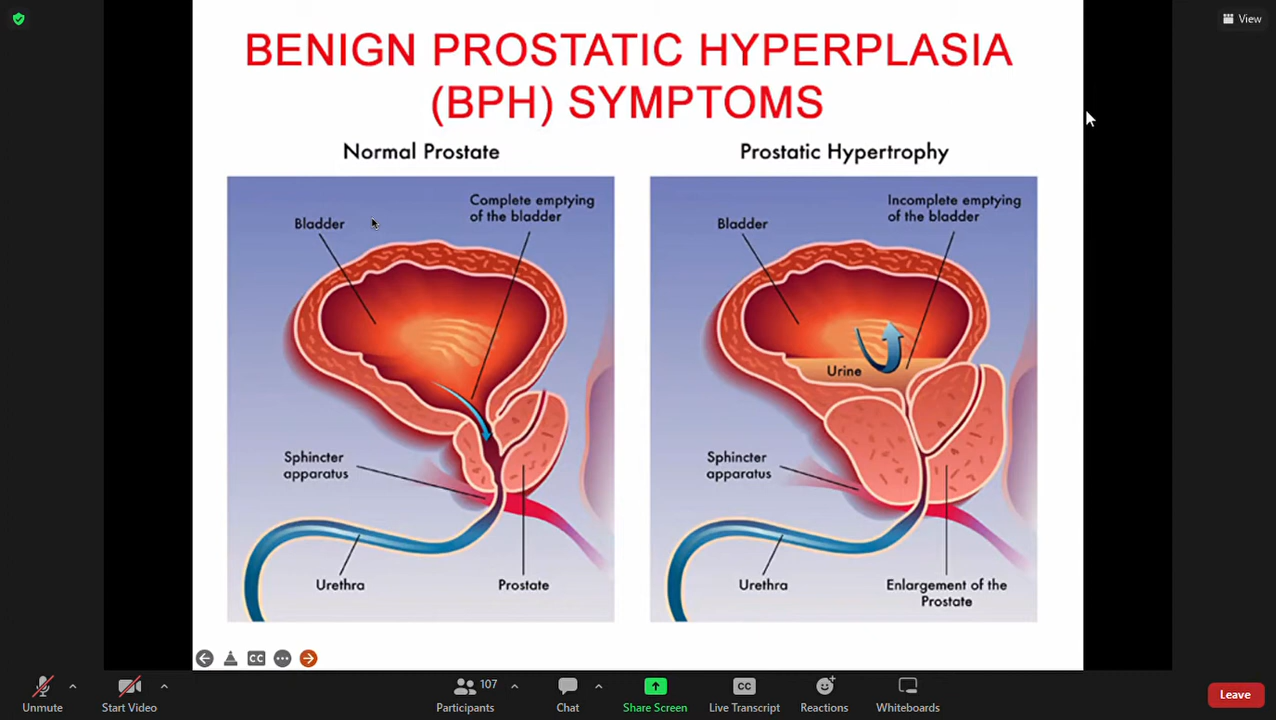 View
BENIGN PROSTATIC HYPERPLASIA
(BPH) SYMPTOMS
Normal Prostate
Bladder
Complete emptying
of the bladder
Sphincter
apparatus
Urethra
Prostate
Prostatic Hypertrophy
Bladder
Incomplete emptying
of the bladder
Urine
Sphincter
apparatus
Urethra
Enlargement of the
Prostate
CC
Unmute
Start Video
107
Participants
Chat
Share Screen
CC
Live Transcript
Reactions
Whiteboards
Leave